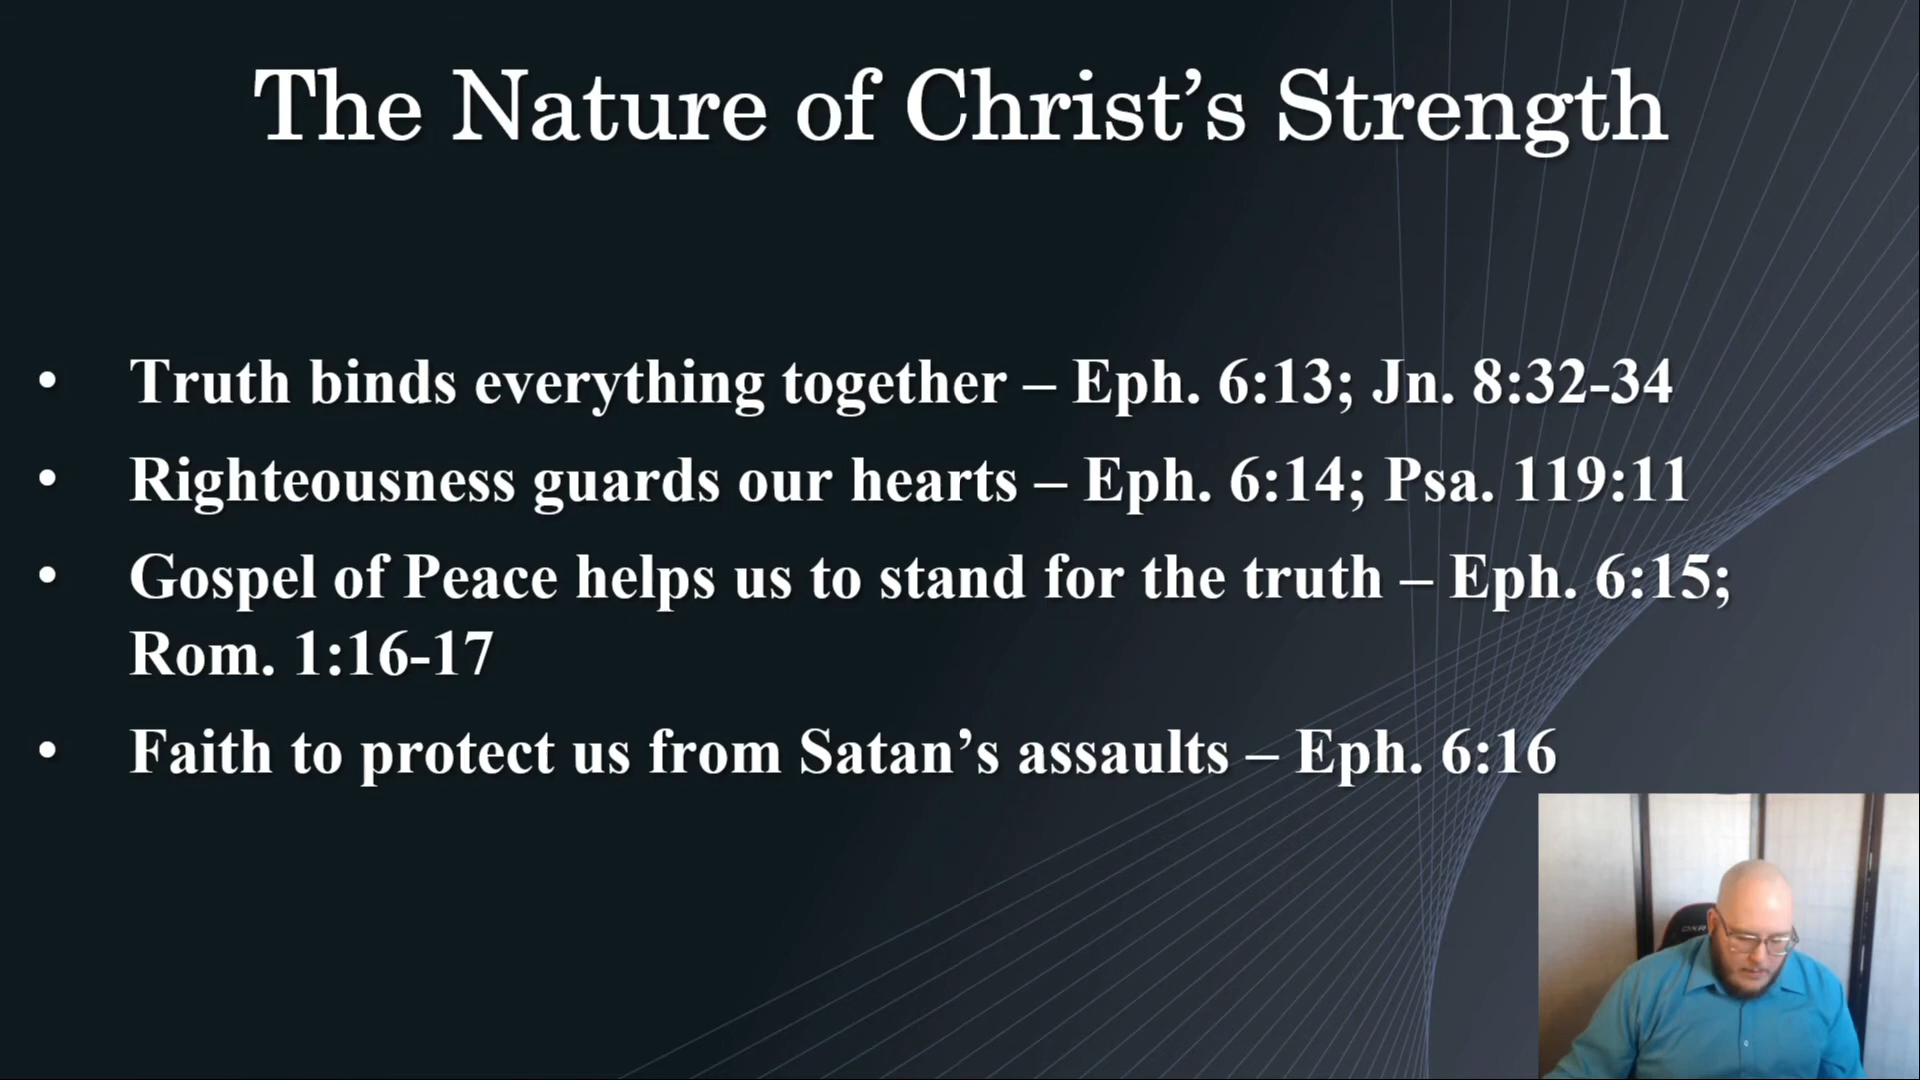 The Nature of Christ’s Strength
• Truth binds everything together – Eph. 6:13; Jn. 8:32-34
• Righteousness guards our hearts – Eph. 6:14; Psa. 119:11
• Gospel of Peace helps us to stand for the truth – Eph. 6:15;
Rom. 1:16-17
• Faith to protect us from Satan’s assaults – Eph. 6:16